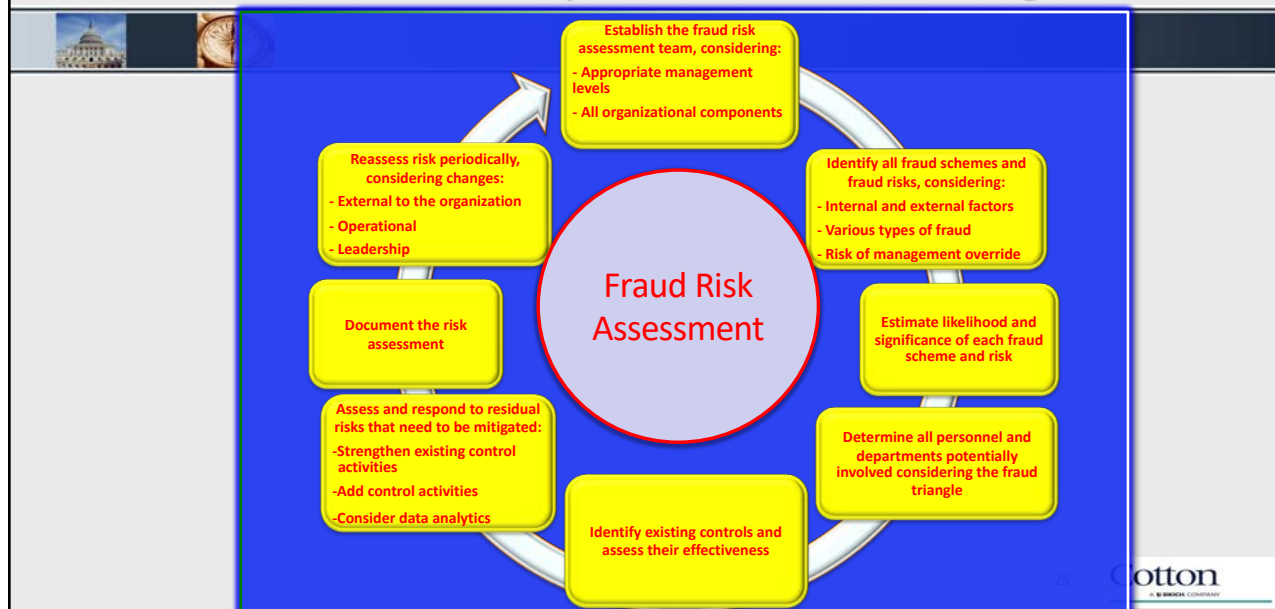 Establish the fraud risk
assessment team, considering:
- Appropriate management
levels
- All organizational components
Identify all fraud schemes and
fraud risks, considering:
- Internal and external factors
- Various types of fraud
- Risk of management override
Estimate likelihood and
significance of each fraud
scheme and risk
Determine all personnel and
departments potentially
involved considering the fraud
triangle
Identify existing controls and
assess their effectiveness
Assess and respond to residual
risks that need to be mitigated:
-Strengthen existing control
activities
-Add control activities
-Consider data analytics
Document the risk
assessment
Reassess risk periodically,
considering changes:
- External to the organization
- Operational
- Leadership
Fraud Risk
Assessment
25
Cotton
A SIKICH COMPANY